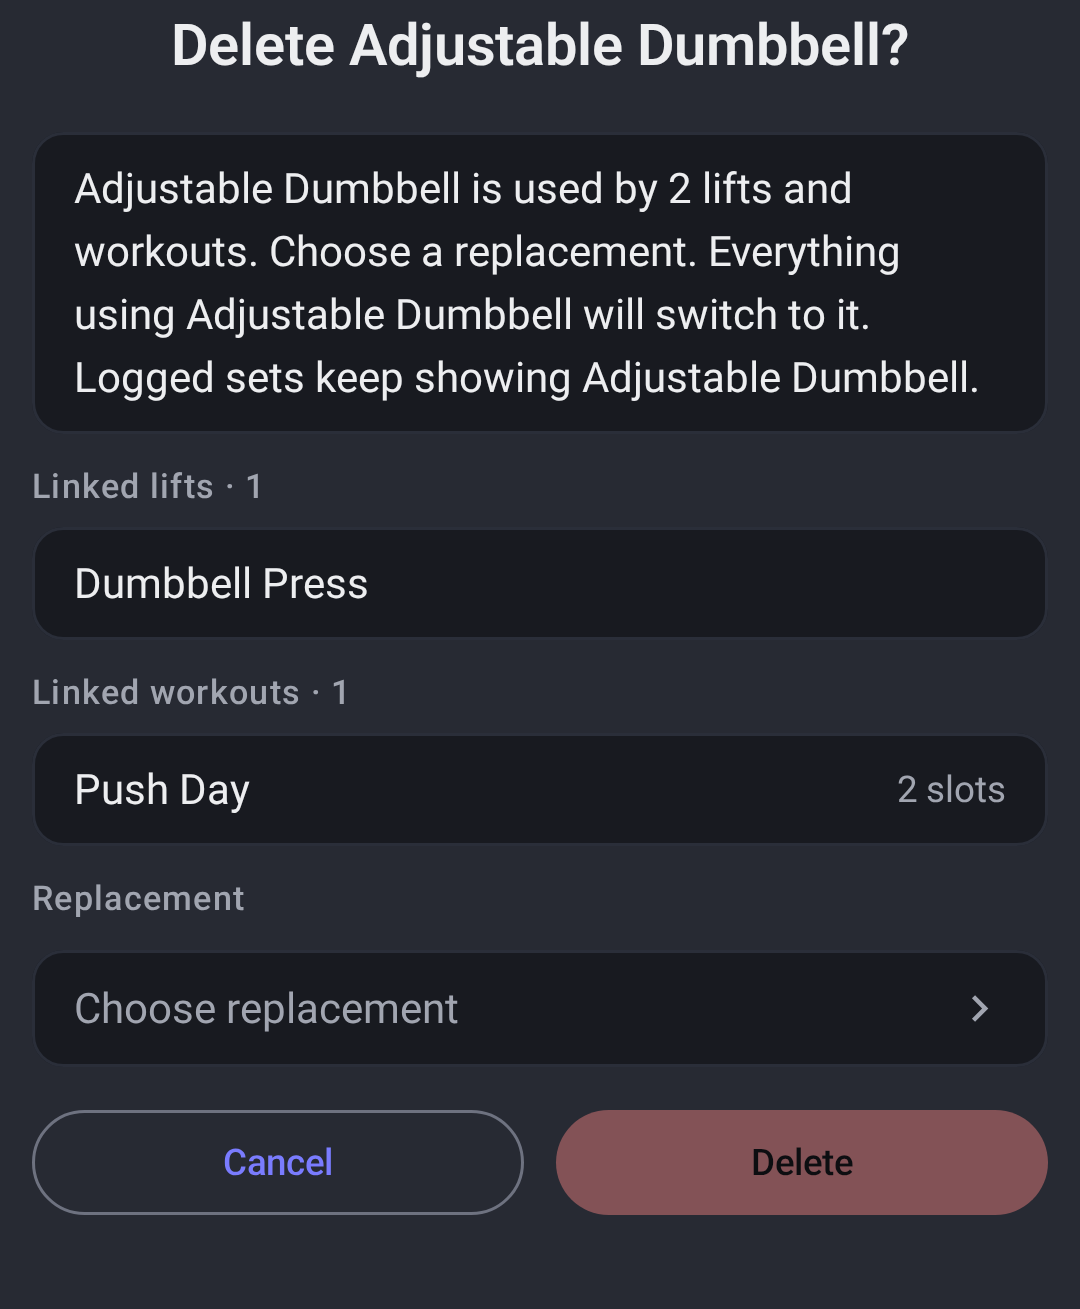 Delete Adjustable Dumbbell?
Adjustable Dumbbell is used by 2 lifts and
workouts. Choose a replacement. Everything
using Adjustable Dumbbell will switch to it.
Logged sets keep showing Adjustable Dumbbell.
Linked lifts · 1
Dumbbell Press
Linked workouts · 1
Push Day 2 slots
Replacement
Choose replacement
Cancel Delete